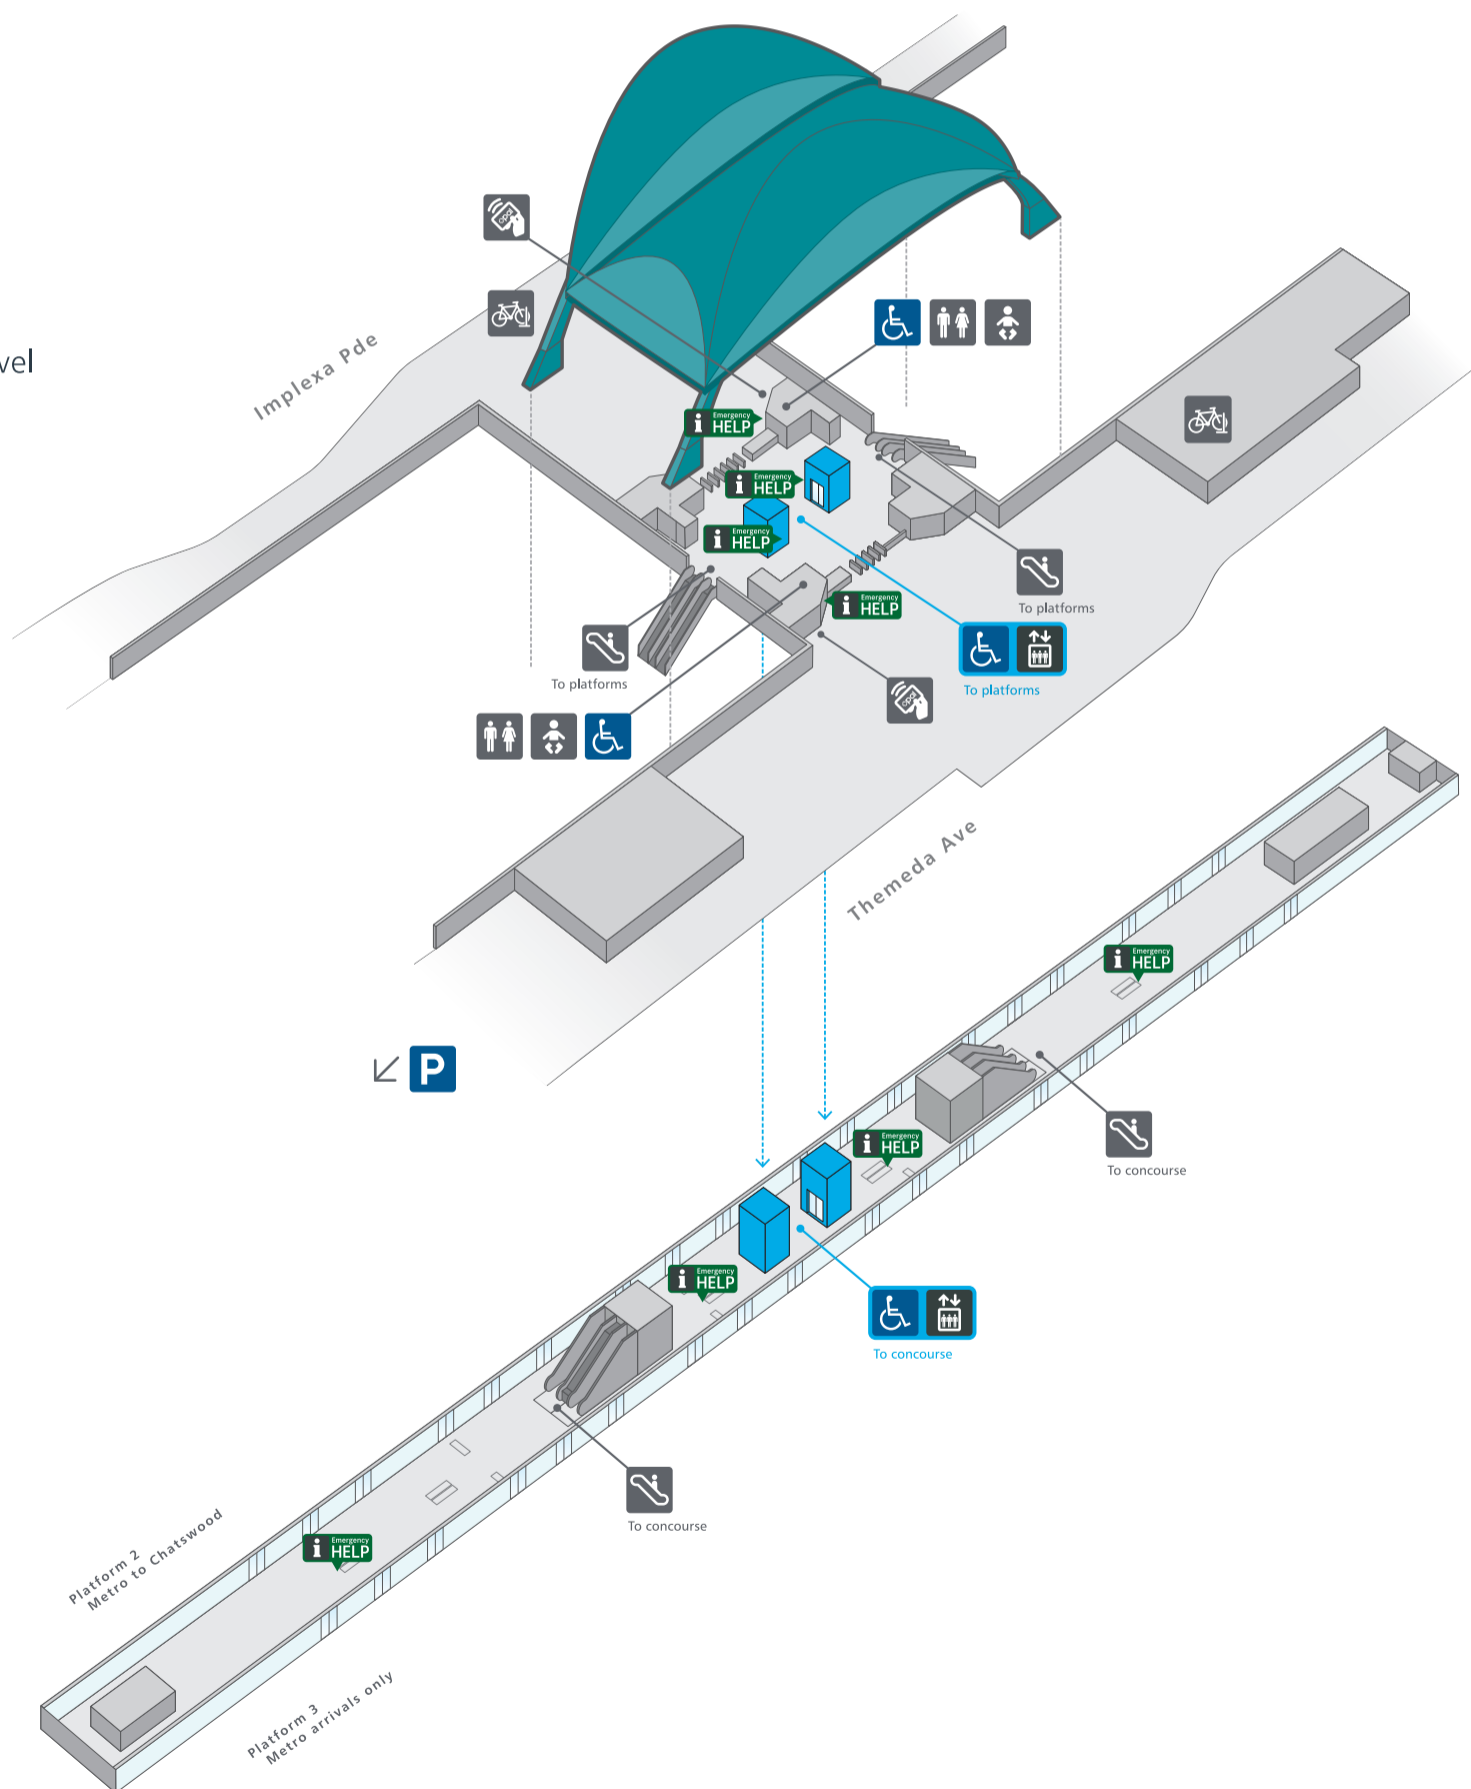 opal
Implexa Pde
vel
Emergency
HELP
Emergency
HELP
Emergency
HELP
Emergency
HELP
To platforms
To platforms
To platforms
opal
Themeda Ave
P
Emergency
HELP
Emergency
HELP
To concourse
Emergency
HELP
To concourse
To concourse
Emergency
HELP
Platform 2
Metro to Chatswood
Platform 3
Metro arrivals only